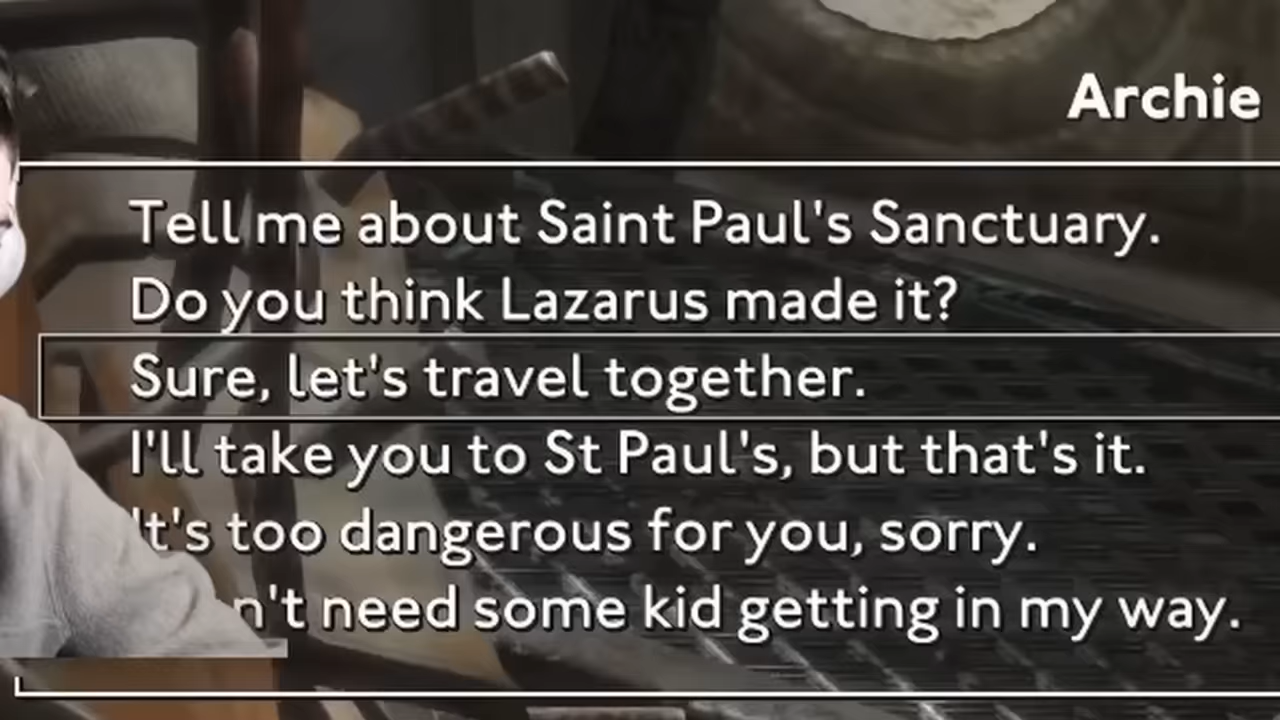 Archie
Tell me about Saint Paul's Sanctuary.
Do you think Lazarus made it?
Sure, let's travel together.
I'll take you to St Paul's, but that's it.
It's too dangerous for you, sorry.
need some kid getting in my way.